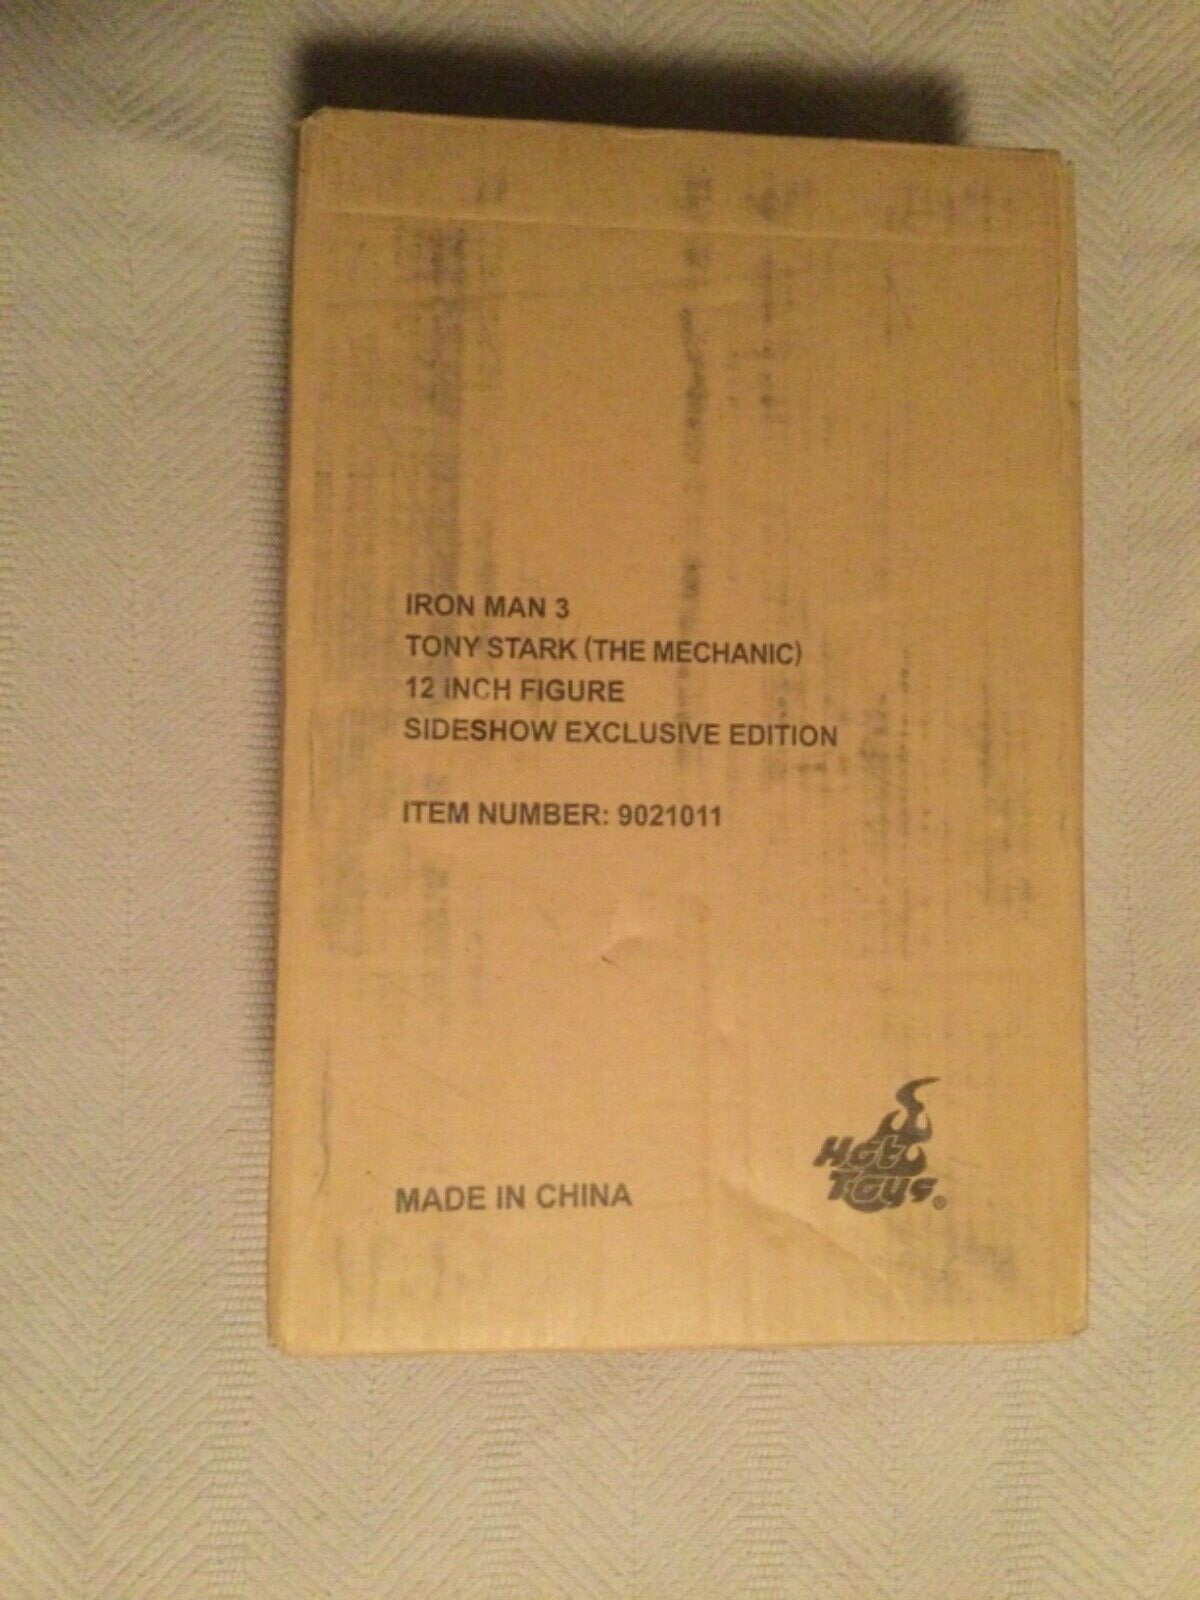 IRON MAN 3
TONY STARK (THE MECHANIC)
12 INCH FIGURE
SIDESHOW EXCLUSIVE EDITION
ITEM NUMBER: 9021011
Hot
Toys®
MADE IN CHINA